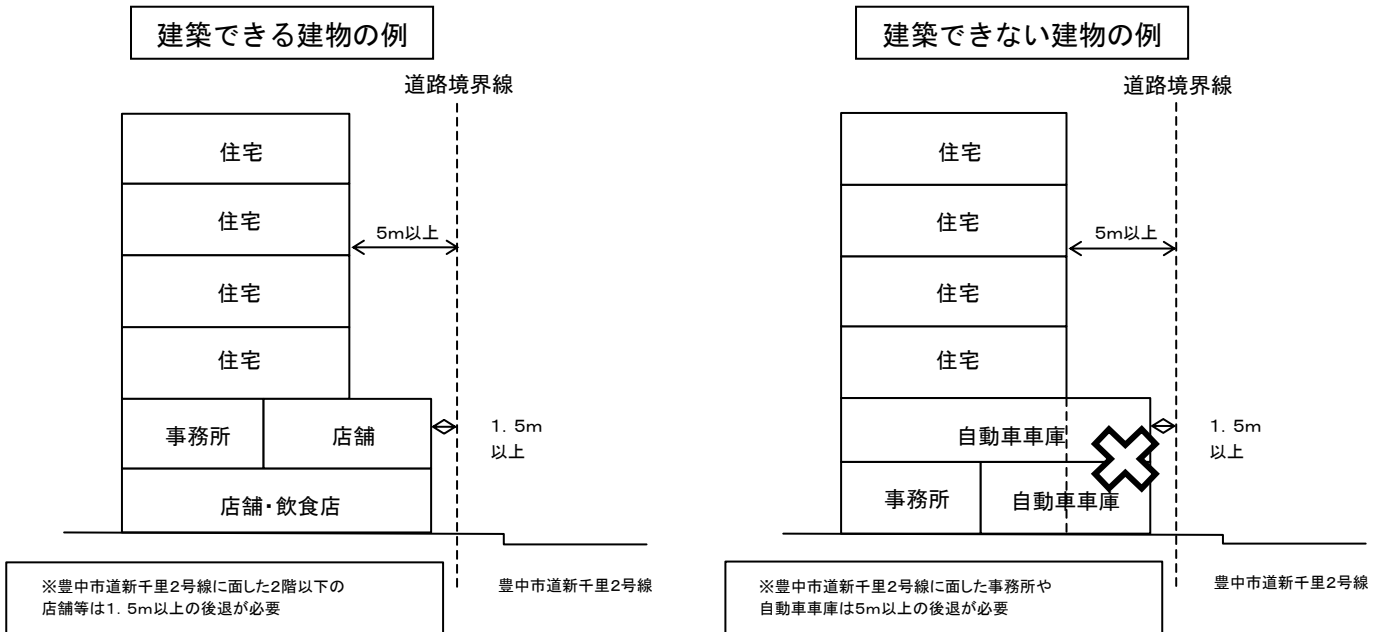 建築できる建物の例
道路境界線
住宅
住宅
5m以上
住宅
住宅
事務所
店舗
1．5m
以上
店舗・飲食店
豊中市道新千里2号線
※豊中市道新千里2号線に面した2階以下の
店舗等は1．5m以上の後退が必要
建築できない建物の例
道路境界線
住宅
住宅
5m以上
住宅
住宅
自動車車庫
1．5m
以上
事務所
自動車車庫
豊中市道新千里2号線
※豊中市道新千里2号線に面した事務所や
自動車車庫は5m以上の後退が必要